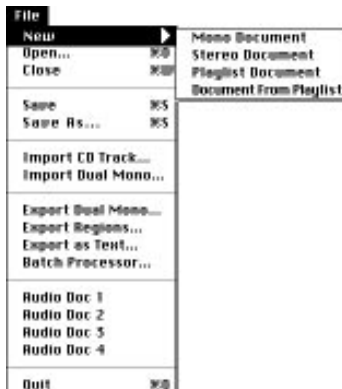 File
New
Open... ⌘O
Close ⌘W
Save ⌘S
Save As... ⌘S
Import CD Track...
Import Dual Mono...
Export Dual Mono...
Export Regions...
Export as Text...
Batch Processor...
Audio Doc 1
Audio Doc 2
Audio Doc 3
Audio Doc 4
Quit ⌘Q
Mono Document
Stereo Document
Playlist Document
Document From Playlist